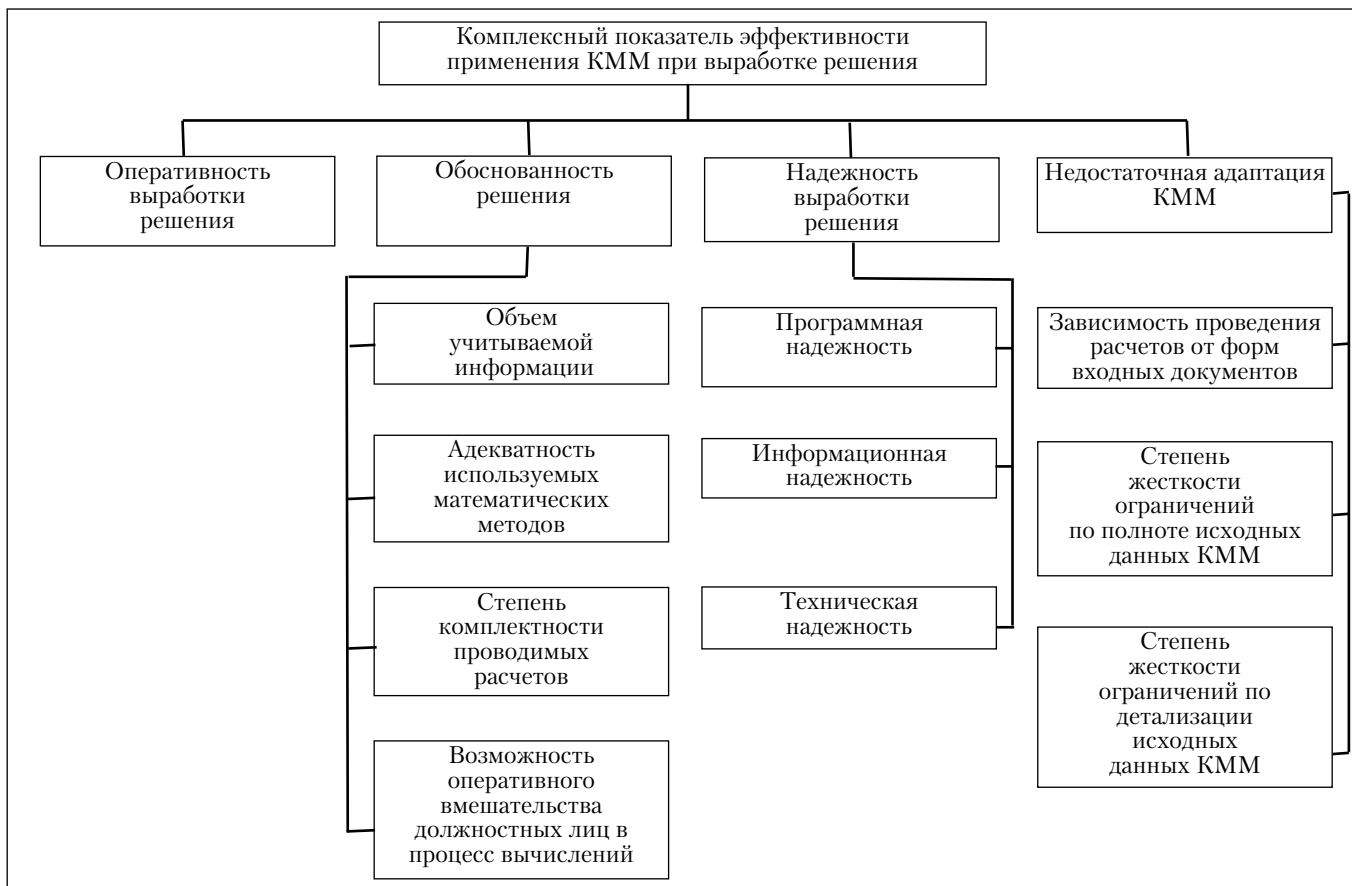 Комплексный показатель эффективности
применения КММ при выработке решения
Оперативность
выработки
решения
Обоснованность
решения
Надежность
выработки
решения
Недостаточная адаптация
КММ
Объем
учитываемой
информации
Адекватность
используемых
математических
методов
Степень
комплектности
проводимых
расчетов
Возможность
оперативного
вмешательства
должностных лиц в
процесс вычислений
Программная
надежность
Информационная
надежность
Техническая
надежность
Зависимость проведения
расчетов от форм
входных документов
Степень
жесткости
ограничений
по полноте исходных
данных КММ
Степень
жесткости
ограничений по
детализации
исходных
данных КММ